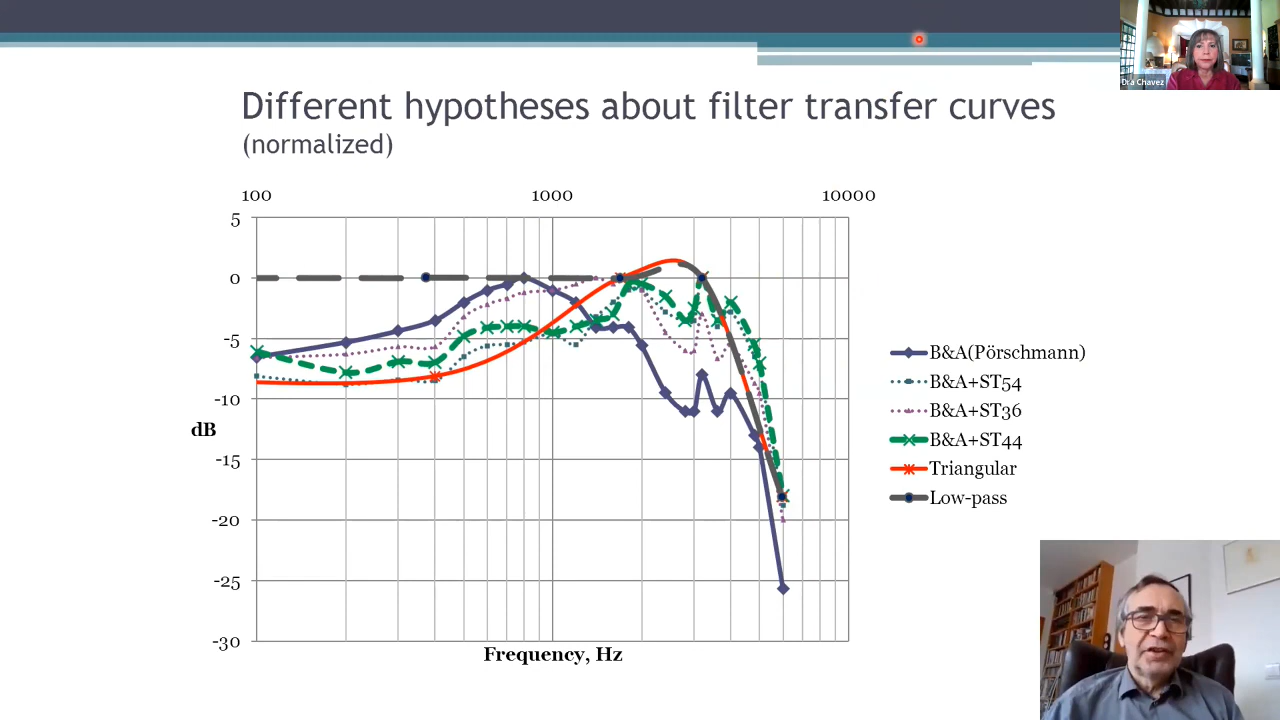 Dra Chavez
Different hypotheses about filter transfer curves
(normalized)
100 1000 10000
5
0
-5
-10
dB
-15
-20
-25
-30
Frequency, Hz
B&A(Pörschmann)
B&A+ST54
B&A+ST36
B&A+ST44
Triangular
Low-pass